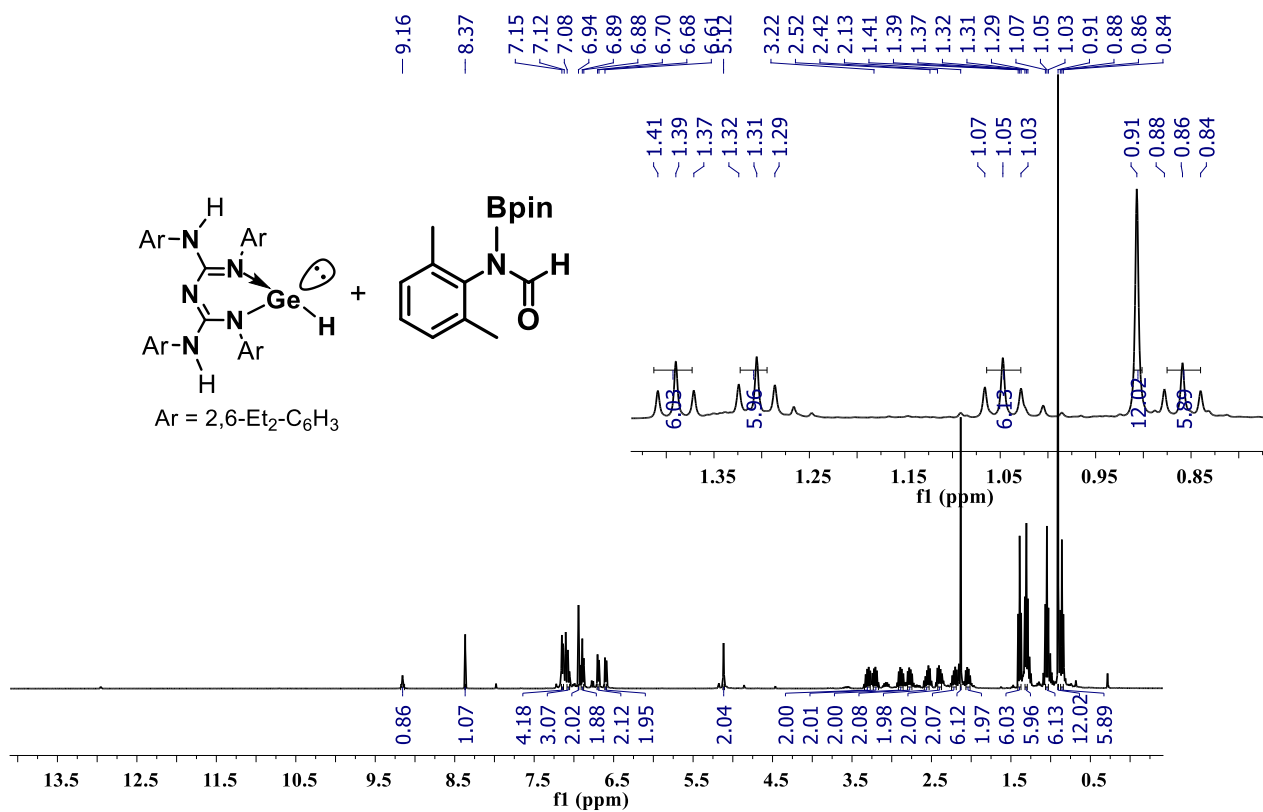 9.16 8.37 7.15 7.12 7.08 6.94 6.89 6.88 6.70 6.68 6.61 5.12 3.22 2.52 2.42 2.13 1.41 1.39 1.37 1.32 1.31 1.29 1.07 1.05 1.03 0.91 0.88 0.86 0.84
1.41 1.39 1.37 1.32 1.31 1.29 1.07 1.05 1.03 0.91 0.88 0.86 0.84
H
Ar N Ar
N N Ge H
Ar N N Ar
H
+
Bpin
N H
O
Ar = 2,6-Et2-C6H3
6.03 5.96 6.13 12.02 5.89
1.35 1.25 1.15 1.05 0.95 0.85
f1 (ppm)
0.86 1.07 4.18 3.07 2.02 1.88 2.12 1.95 2.04 2.00 2.01 2.00 2.08 1.98 2.02 2.07 6.12 1.97 6.03 5.96 6.13 12.02 5.89
13.5 12.5 11.5 10.5 9.5 8.5 7.5 6.5 5.5 4.5 3.5 2.5 1.5 0.5
f1 (ppm)